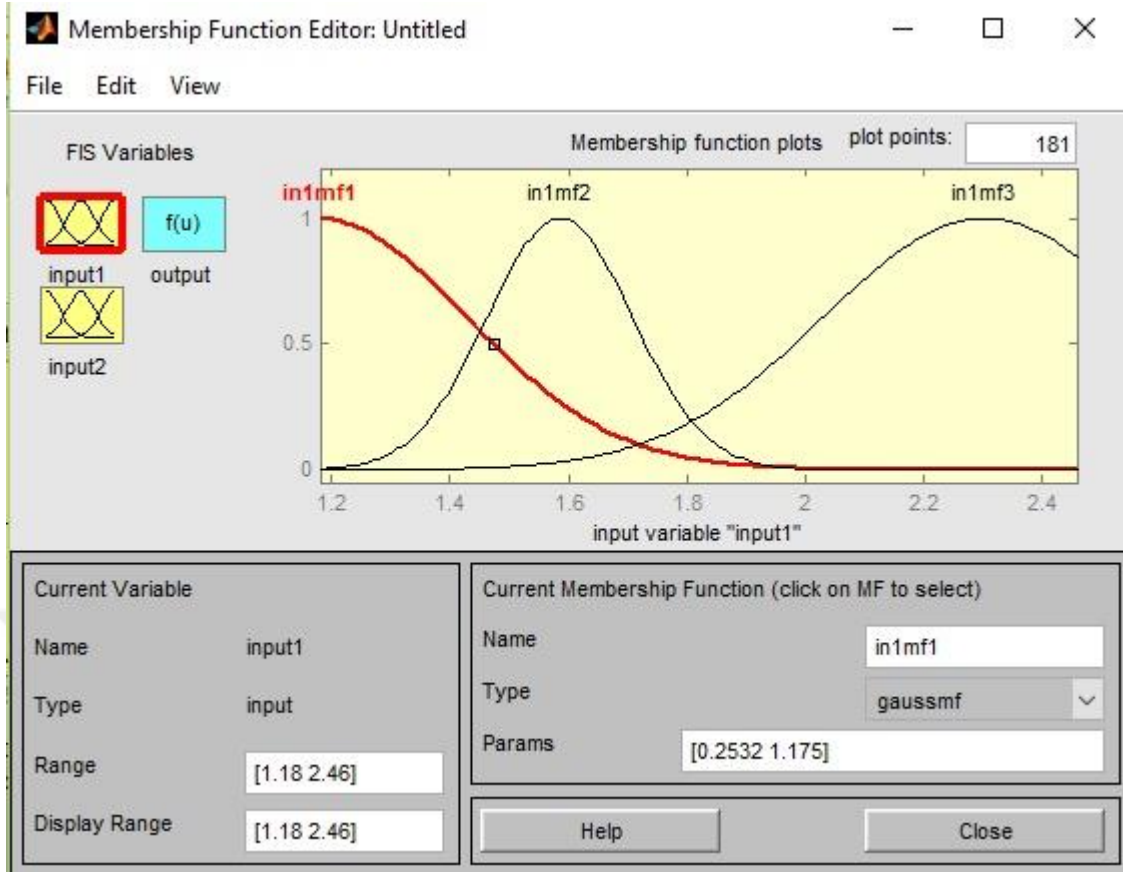 Membership Function Editor: Untitled
File Edit View
FIS Variables
Membership function plots plot points: 181
in1mf1 in1mf2 in1mf3
f(u)
input1 output
input2
1
0.5
0
1.2 1.4 1.6 1.8 2 2.2 2.4
input variable "input1"
Current Variable
Name input1
Type input
Range [1.18 2.46]
Display Range [1.18 2.46]
Current Membership Function (click on MF to select)
Name in1mf1
Type gaussmf
Params [0.2532 1.175]
Help Close